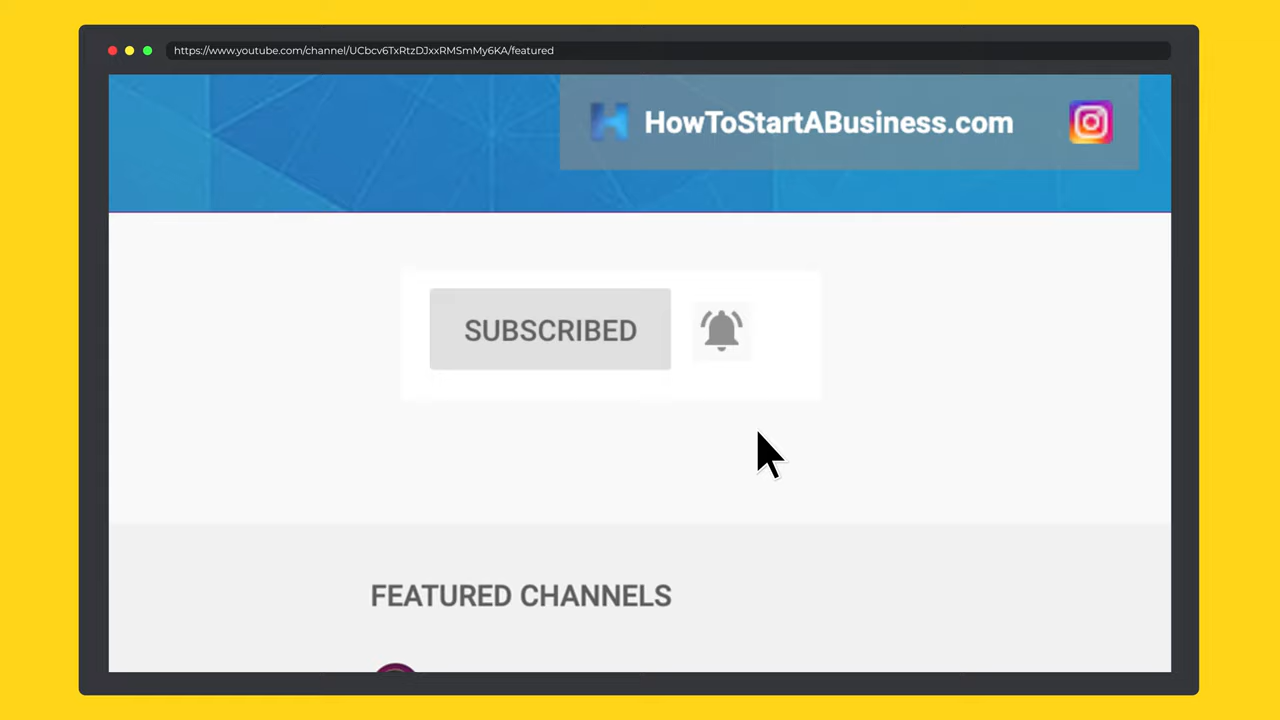 https://www.youtube.com/channel/UCbcv6TxRtzDJxxRMSmMy6KA/featured
HowToStartABusiness.com
SUBSCRIBED
FEATURED CHANNELS